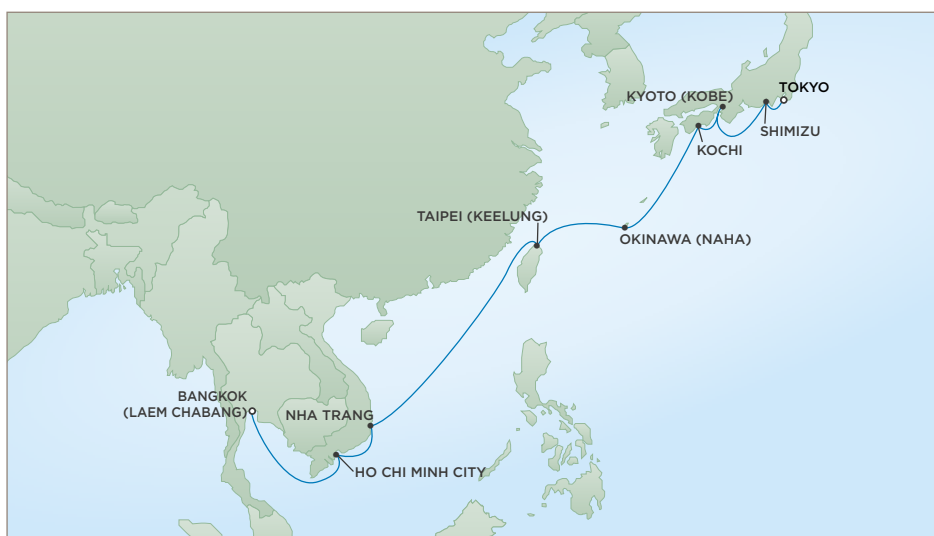 TOKYO
KYOTO (KOBE)
SHIMIZU
KOCHI
TAIPEI (KEELUNG)
OKINAWA (NAHA)
BANGKOK
(LAEM CHABANG)
NHA TRANG
HO CHI MINH CITY